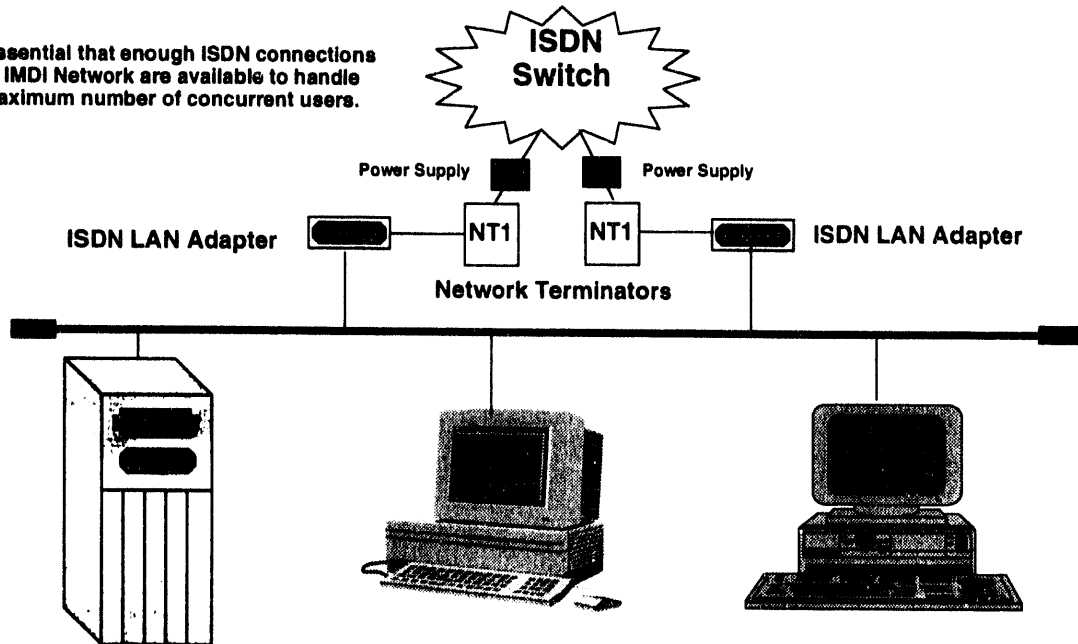 ssential that enough ISDN connections
IMDI Network are available to handle
aximum number of concurrent users.
ISDN
Switch
Power Supply
Power Supply
NT1
NT1
ISDN LAN Adapter
ISDN LAN Adapter
Network Terminators